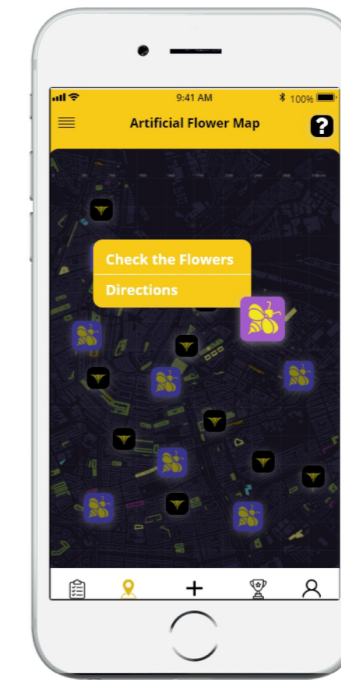 9:41 AM
100%
Artificial Flower Map
?
Check the Flowers
Directions